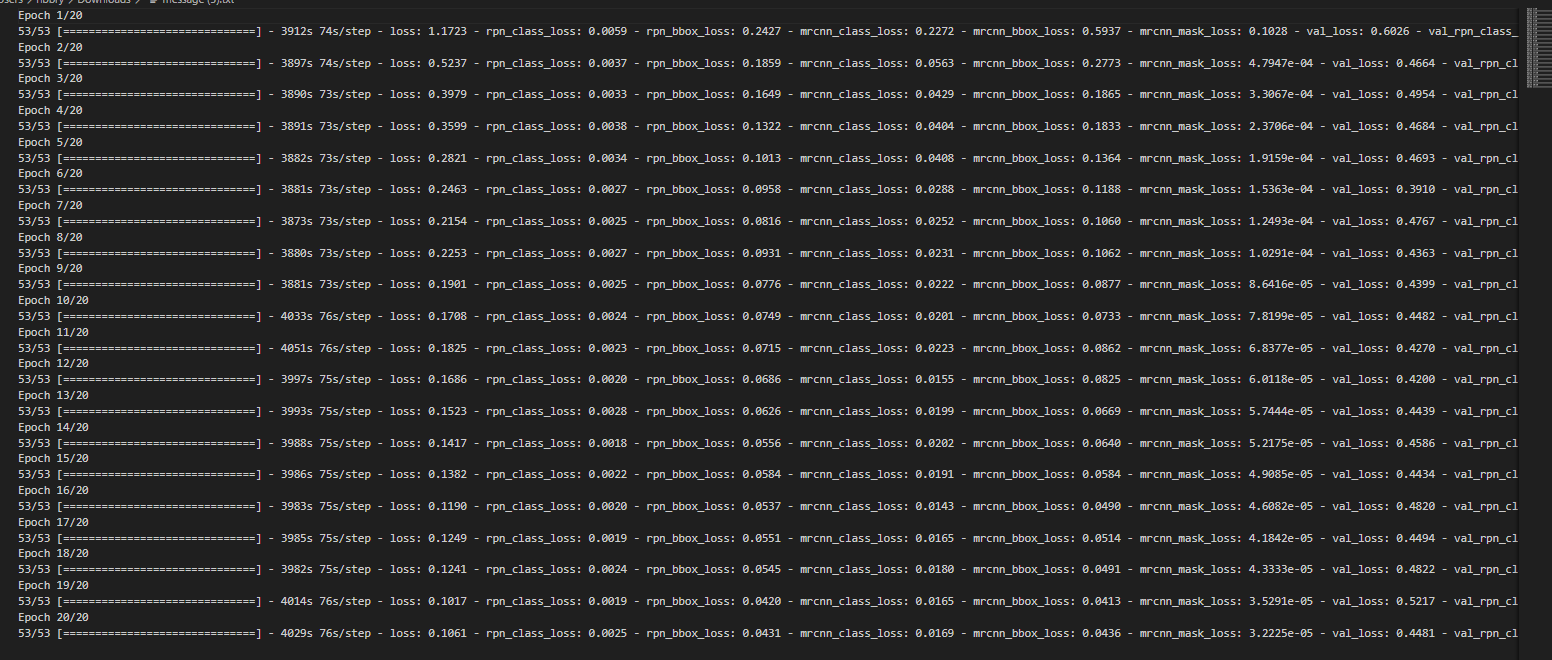 Downloads > message (3).txt
Epoch 1/20
53/53 [==============================] - 3912s 74s/step - loss: 1.1723 - rpn_class_loss: 0.0059 - rpn_bbox_loss: 0.2427 - mrcnn_class_loss: 0.2272 - mrcnn_bbox_loss: 0.5937 - mrcnn_mask_loss: 0.1028 - val_loss: 0.6026 - val_rpn_class_
Epoch 2/20
53/53 [==============================] - 3897s 74s/step - loss: 0.5237 - rpn_class_loss: 0.0037 - rpn_bbox_loss: 0.1859 - mrcnn_class_loss: 0.0563 - mrcnn_bbox_loss: 0.2773 - mrcnn_mask_loss: 4.7947e-04 - val_loss: 0.4664 - val_rpn_cl
Epoch 3/20
53/53 [==============================] - 3890s 73s/step - loss: 0.3979 - rpn_class_loss: 0.0033 - rpn_bbox_loss: 0.1649 - mrcnn_class_loss: 0.0429 - mrcnn_bbox_loss: 0.1865 - mrcnn_mask_loss: 3.3067e-04 - val_loss: 0.4954 - val_rpn_cl
Epoch 4/20
53/53 [==============================] - 3891s 73s/step - loss: 0.3599 - rpn_class_loss: 0.0038 - rpn_bbox_loss: 0.1322 - mrcnn_class_loss: 0.0404 - mrcnn_bbox_loss: 0.1833 - mrcnn_mask_loss: 2.3706e-04 - val_loss: 0.4684 - val_rpn_cl
Epoch 5/20
53/53 [==============================] - 3882s 73s/step - loss: 0.2821 - rpn_class_loss: 0.0034 - rpn_bbox_loss: 0.1013 - mrcnn_class_loss: 0.0408 - mrcnn_bbox_loss: 0.1364 - mrcnn_mask_loss: 1.9159e-04 - val_loss: 0.4693 - val_rpn_cl
Epoch 6/20
53/53 [==============================] - 3881s 73s/step - loss: 0.2463 - rpn_class_loss: 0.0027 - rpn_bbox_loss: 0.0958 - mrcnn_class_loss: 0.0288 - mrcnn_bbox_loss: 0.1188 - mrcnn_mask_loss: 1.5363e-04 - val_loss: 0.3910 - val_rpn_cl
Epoch 7/20
53/53 [==============================] - 3873s 73s/step - loss: 0.2154 - rpn_class_loss: 0.0025 - rpn_bbox_loss: 0.0816 - mrcnn_class_loss: 0.0252 - mrcnn_bbox_loss: 0.1060 - mrcnn_mask_loss: 1.2493e-04 - val_loss: 0.4767 - val_rpn_cl
Epoch 8/20
53/53 [==============================] - 3880s 73s/step - loss: 0.2253 - rpn_class_loss: 0.0027 - rpn_bbox_loss: 0.0931 - mrcnn_class_loss: 0.0231 - mrcnn_bbox_loss: 0.1062 - mrcnn_mask_loss: 1.0291e-04 - val_loss: 0.4363 - val_rpn_cl
Epoch 9/20
53/53 [==============================] - 3881s 73s/step - loss: 0.1901 - rpn_class_loss: 0.0025 - rpn_bbox_loss: 0.0776 - mrcnn_class_loss: 0.0222 - mrcnn_bbox_loss: 0.0877 - mrcnn_mask_loss: 8.6416e-05 - val_loss: 0.4399 - val_rpn_cl
Epoch 10/20
53/53 [==============================] - 4033s 76s/step - loss: 0.1708 - rpn_class_loss: 0.0024 - rpn_bbox_loss: 0.0749 - mrcnn_class_loss: 0.0201 - mrcnn_bbox_loss: 0.0733 - mrcnn_mask_loss: 7.8199e-05 - val_loss: 0.4482 - val_rpn_cl
Epoch 11/20
53/53 [==============================] - 4051s 76s/step - loss: 0.1825 - rpn_class_loss: 0.0023 - rpn_bbox_loss: 0.0715 - mrcnn_class_loss: 0.0223 - mrcnn_bbox_loss: 0.0862 - mrcnn_mask_loss: 6.8377e-05 - val_loss: 0.4270 - val_rpn_cl
Epoch 12/20
53/53 [==============================] - 3997s 75s/step - loss: 0.1686 - rpn_class_loss: 0.0020 - rpn_bbox_loss: 0.0686 - mrcnn_class_loss: 0.0155 - mrcnn_bbox_loss: 0.0825 - mrcnn_mask_loss: 6.0118e-05 - val_loss: 0.4200 - val_rpn_cl
Epoch 13/20
53/53 [==============================] - 3993s 75s/step - loss: 0.1523 - rpn_class_loss: 0.0028 - rpn_bbox_loss: 0.0626 - mrcnn_class_loss: 0.0199 - mrcnn_bbox_loss: 0.0669 - mrcnn_mask_loss: 5.7444e-05 - val_loss: 0.4439 - val_rpn_cl
Epoch 14/20
53/53 [==============================] - 3988s 75s/step - loss: 0.1417 - rpn_class_loss: 0.0018 - rpn_bbox_loss: 0.0556 - mrcnn_class_loss: 0.0202 - mrcnn_bbox_loss: 0.0640 - mrcnn_mask_loss: 5.2175e-05 - val_loss: 0.4586 - val_rpn_cl
Epoch 15/20
53/53 [==============================] - 3986s 75s/step - loss: 0.1382 - rpn_class_loss: 0.0022 - rpn_bbox_loss: 0.0584 - mrcnn_class_loss: 0.0191 - mrcnn_bbox_loss: 0.0584 - mrcnn_mask_loss: 4.9085e-05 - val_loss: 0.4434 - val_rpn_cl
Epoch 16/20
53/53 [==============================] - 3983s 75s/step - loss: 0.1190 - rpn_class_loss: 0.0020 - rpn_bbox_loss: 0.0537 - mrcnn_class_loss: 0.0143 - mrcnn_bbox_loss: 0.0490 - mrcnn_mask_loss: 4.6082e-05 - val_loss: 0.4820 - val_rpn_cl
Epoch 17/20
53/53 [==============================] - 3985s 75s/step - loss: 0.1249 - rpn_class_loss: 0.0019 - rpn_bbox_loss: 0.0551 - mrcnn_class_loss: 0.0165 - mrcnn_bbox_loss: 0.0514 - mrcnn_mask_loss: 4.1842e-05 - val_loss: 0.4494 - val_rpn_cl
Epoch 18/20
53/53 [==============================] - 3982s 75s/step - loss: 0.1241 - rpn_class_loss: 0.0024 - rpn_bbox_loss: 0.0545 - mrcnn_class_loss: 0.0180 - mrcnn_bbox_loss: 0.0491 - mrcnn_mask_loss: 4.3333e-05 - val_loss: 0.4822 - val_rpn_cl
Epoch 19/20
53/53 [==============================] - 4014s 76s/step - loss: 0.1017 - rpn_class_loss: 0.0019 - rpn_bbox_loss: 0.0420 - mrcnn_class_loss: 0.0165 - mrcnn_bbox_loss: 0.0413 - mrcnn_mask_loss: 3.5291e-05 - val_loss: 0.5217 - val_rpn_cl
Epoch 20/20
53/53 [==============================] - 4029s 76s/step - loss: 0.1061 - rpn_class_loss: 0.0025 - rpn_bbox_loss: 0.0431 - mrcnn_class_loss: 0.0169 - mrcnn_bbox_loss: 0.0436 - mrcnn_mask_loss: 3.2225e-05 - val_loss: 0.4481 - val_rpn_cl